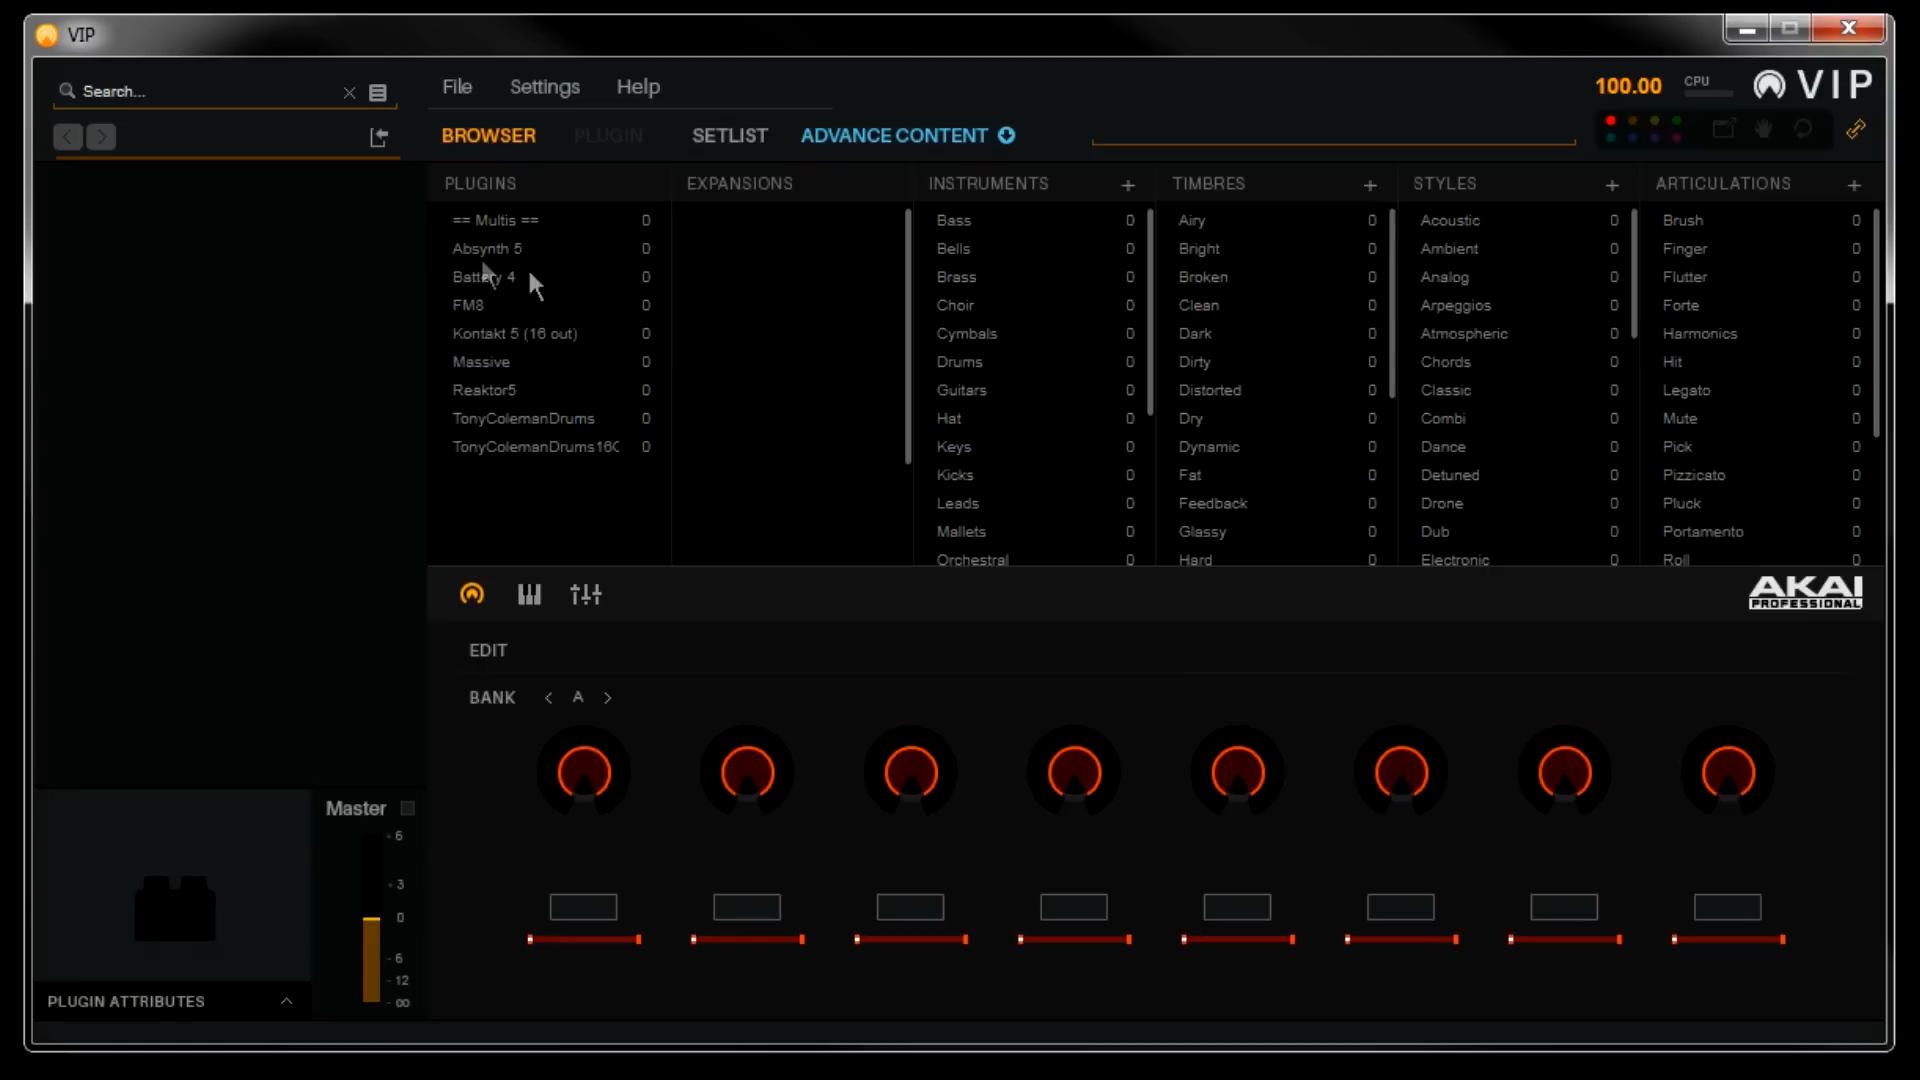 VIP
Search...
File Settings Help
100.00 CPU VIP
BROWSER PLUGIN SETLIST ADVANCE CONTENT
PLUGINS EXPANSIONS INSTRUMENTS + TIMBRES + STYLES + ARTICULATIONS +
== Multis == 0 Bass 0 Airy 0 Acoustic 0 Brush 0
Absynth 5 0 Bells 0 Bright 0 Ambient 0 Finger 0
Battery 4 0 Brass 0 Broken 0 Analog 0 Flutter 0
FM8 0 Choir 0 Clean 0 Arpeggios 0 Forte 0
Kontakt 5 (16 out) 0 Cymbals 0 Dark 0 Atmospheric 0 Harmonics 0
Massive 0 Drums 0 Dirty 0 Chords 0 Hit 0
Reaktor5 0 Guitars 0 Distorted 0 Classic 0 Legato 0
TonyColemanDrums 0 Hat 0 Dry 0 Combi 0 Mute 0
TonyColemanDrums16 0 Keys 0 Dynamic 0 Dance 0 Pick 0
Kicks 0 Fat 0 Detuned 0 Pizzicato 0
Leads 0 Feedback 0 Drone 0 Pluck 0
Mallets 0 Glassy 0 Dub 0 Portamento 0
Orchestral 0 Hard 0 Electronic 0 Roll 0
AKAI
PROFESSIONAL
EDIT
BANK < A >
Master
6
3
0
6
12
∞
PLUGIN ATTRIBUTES